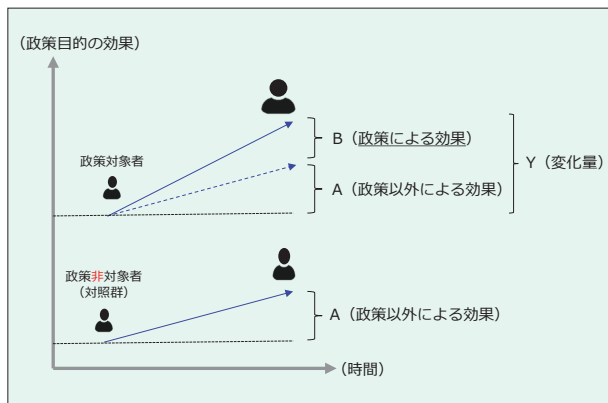 （政策目的の効果）
B（政策による効果）
Y（変化量）
政策対象者
A（政策以外による効果）
政策非対象者
（対照群）
A（政策以外による効果）
（時間）